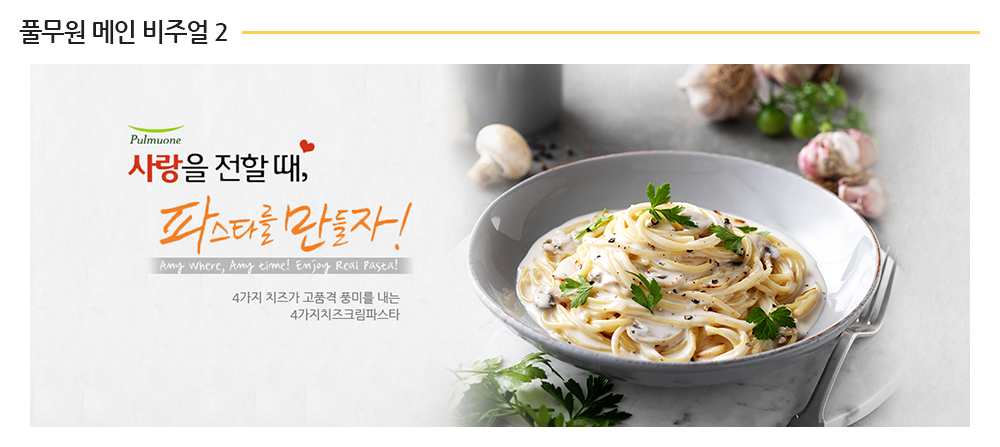 풀무원 메인 비주얼 2
Pulmuone
사랑을 전할 때,
파스타를 만들자!
Any Where, Any time! Enjoy Real Pasta!
4가지 치즈가 고품격 풍미를 내는
4가지치즈크림파스타